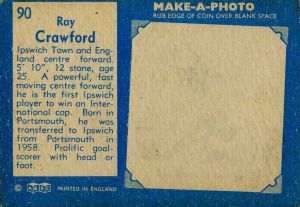 90
Ray
Crawford
Ipswich Town and Eng-
land centre forward.
5' 10", 12 stone, age
25. A powerful, fast
moving centre forward,
he is the first Ipswich
player to win an Inter-
national cap. Born in
Portsmouth, he was
transferred to Ipswich
from Portsmouth in
1958. Prolific goal-
scorer with head or
foot.
A&BC
PRINTED IN ENGLAND
MAKE-A-PHOTO
RUB EDGE OF COIN OVER BLANK SPACE